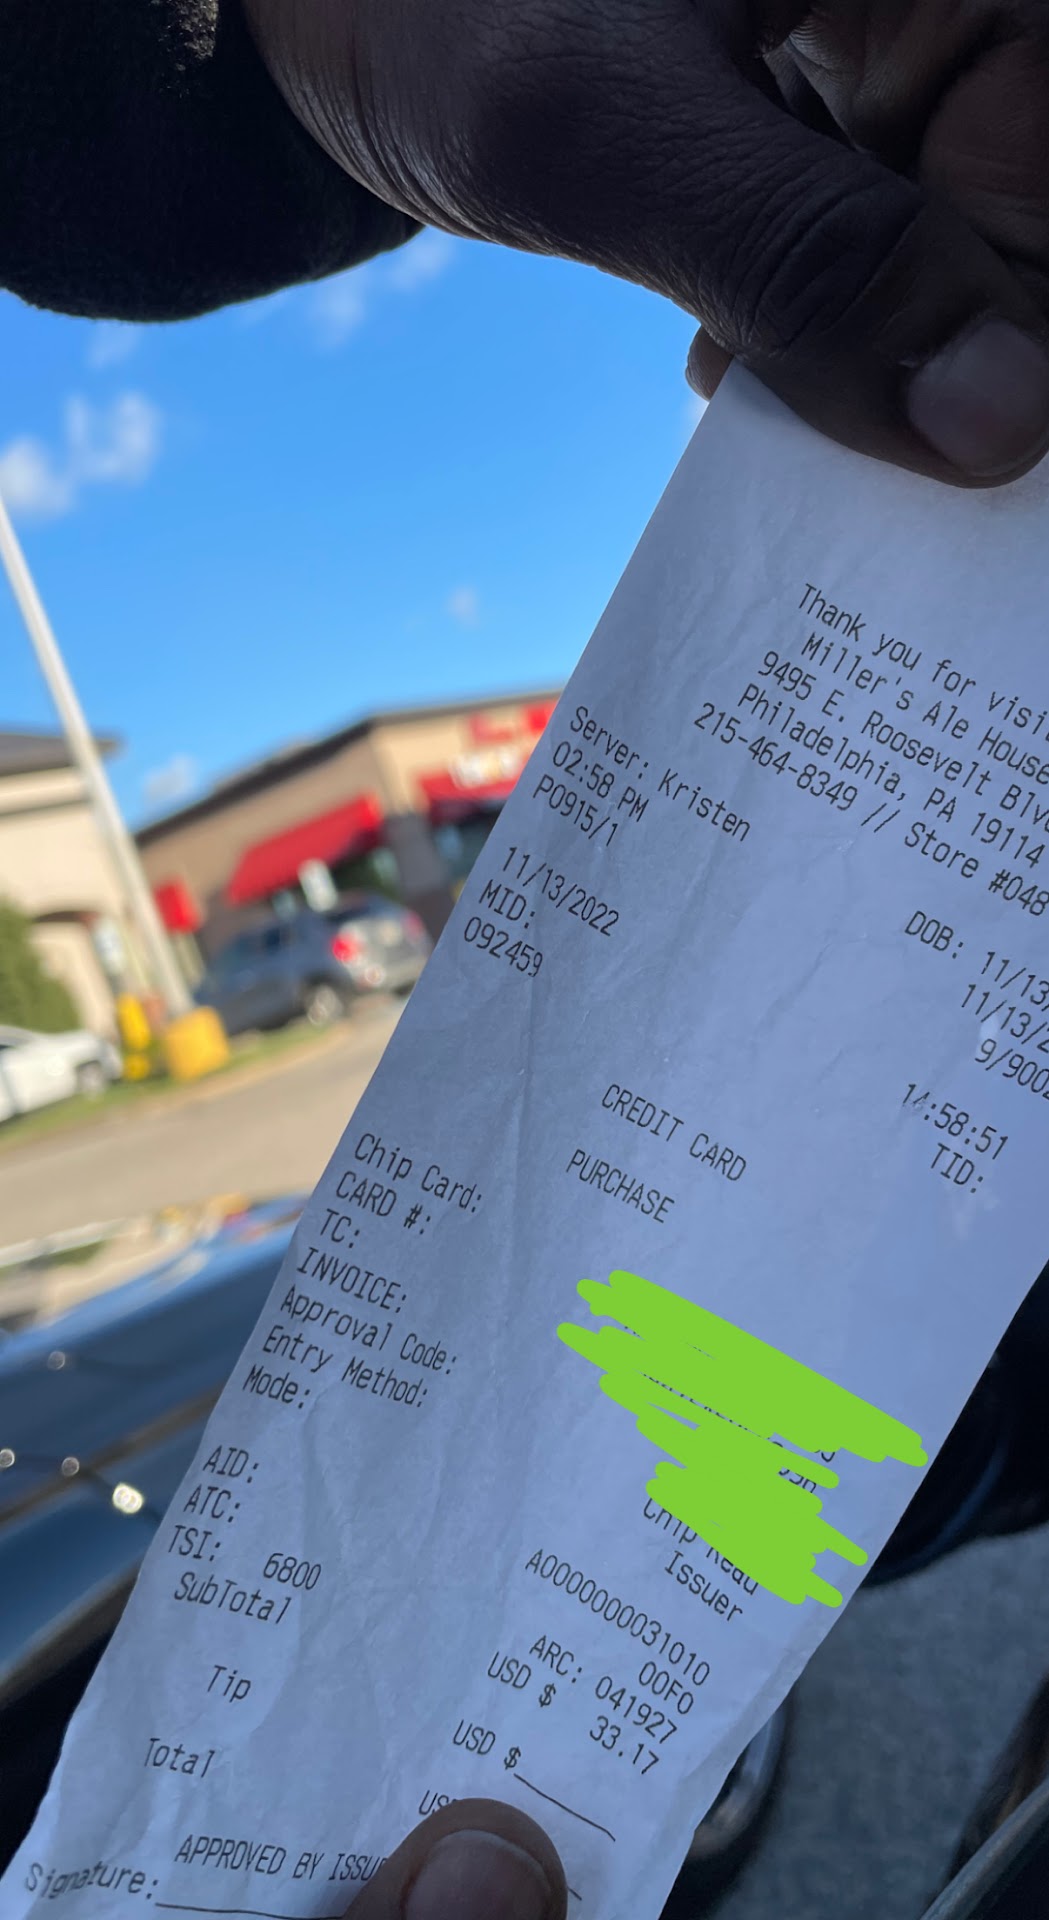 Thank you for
Miller's Ale House
9495 E. Roosevelt
Philadelphia, PA 19114
215-464-8349 // Store #048
Server: Kristen
02:58 PM
P0915/1
DOB: 11/13/
11/13/2
9/900
11/13/2022
14:58:51
MID:
TID:
092459
CREDIT CARD
PURCHASE
Chip Card:
CARD #:
TC:
INVOICE:
Approval Code:
Entry Method:
Chip Read
Mode:
Issuer
AID:
A0000000031010
ATC:
00F0
TSI: 6800
ARC: 041927
SubTotal
USD $ 33.17
Tip
USD $
Total
APPROVED BY
Signature: